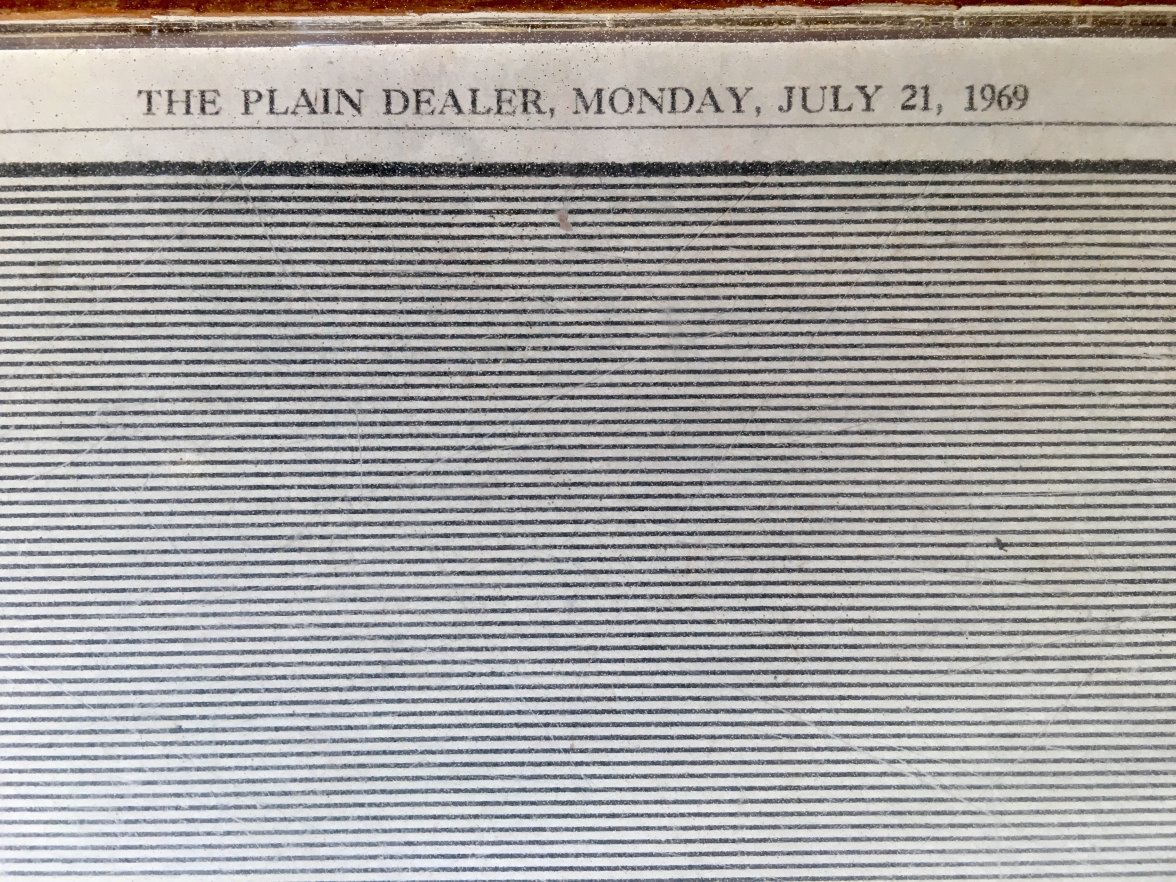 THE PLAIN DEALER, MONDAY, JULY 21, 1969